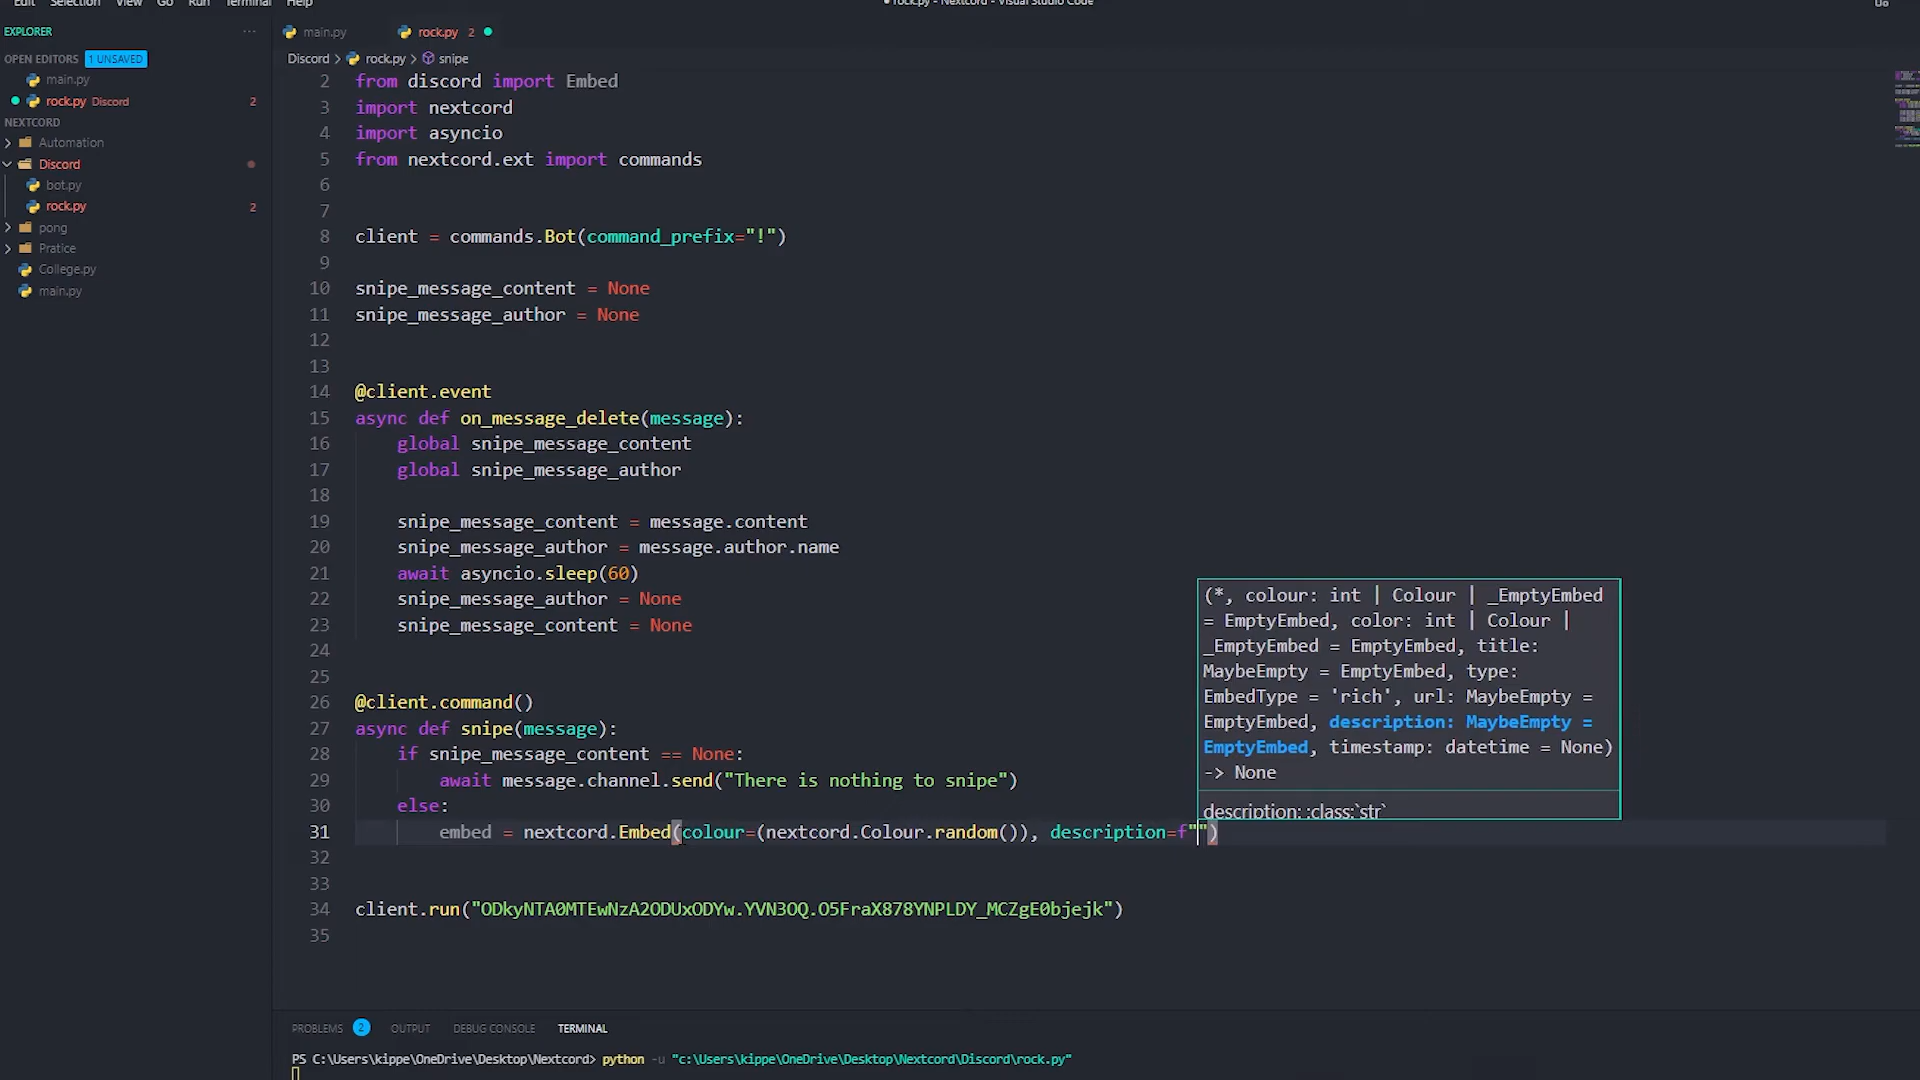 Edit Selection View Go Run Terminal Help
rock.py - Nextcord - Visual Studio Code
EXPLORER
OPEN EDITORS 1 UNSAVED
main.py
rock.py Discord 2
NEXTCORD
Automation
Discord
bot.py
rock.py 2
pong
Pratice
College.py
main.py
main.py rock.py 2
Discord > rock.py > snipe
2 from discord import Embed
3 import nextcord
4 import asyncio
5 from nextcord.ext import commands
6
7
8 client = commands.Bot(command_prefix="!")
9
10 snipe_message_content = None
11 snipe_message_author = None
12
13
14 @client.event
15 async def on_message_delete(message):
16 global snipe_message_content
17 global snipe_message_author
18
19 snipe_message_content = message.content
20 snipe_message_author = message.author.name
21 await asyncio.sleep(60)
22 snipe_message_author = None
23 snipe_message_content = None
24
25
26 @client.command()
27 async def snipe(message):
28 if snipe_message_content == None:
29 await message.channel.send("There is nothing to snipe")
30 else:
31 embed = nextcord.Embed(colour=(nextcord.Colour.random()), description=f"")
32
33
34 client.run("ODkyNTA0MTEwNzA2ODUxODYw.YVN3OQ.O5FraX878YNPLDY_MCZgE0bjejk")
35
(*, colour: int | Colour | _EmptyEmbed
= EmptyEmbed, color: int | Colour |
_EmptyEmbed = EmptyEmbed, title:
MaybeEmpty = EmptyEmbed, type:
EmbedType = 'rich', url: MaybeEmpty =
EmptyEmbed, description: MaybeEmpty =
EmptyEmbed, timestamp: datetime = None)
-> None
description: :class:`str`
PROBLEMS 2 OUTPUT DEBUG CONSOLE TERMINAL
PS C:\Users\kippe\OneDrive\Desktop\Nextcord> python -u "c:\Users\kippe\OneDrive\Desktop\Nextcord\Discord\rock.py"